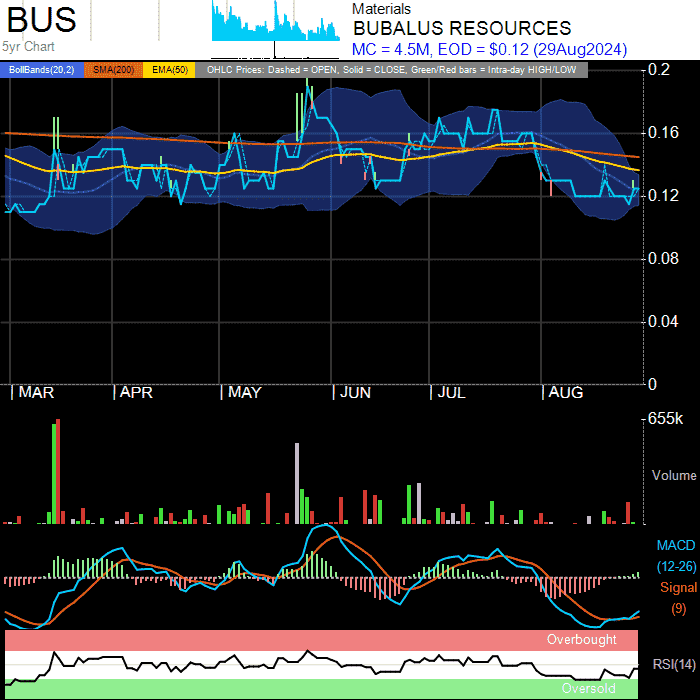 BUS
5yr Chart
Materials
BUBALUS RESOURCES
MC = 4.5M, EOD = $0.12 (29Aug2024)
BollBands(20,2) SMA(200) EMA(50) OHLC Prices: Dashed = OPEN, Solid = CLOSE, Green/Red bars = Intra-day HIGH/LOW
0.2
0.16
0.12
0.08
0.04
0
MAR APR MAY JUN JUL AUG
655k
Volume
MACD
(12-26)
Signal
(9)
Overbought
RSI(14)
Oversold